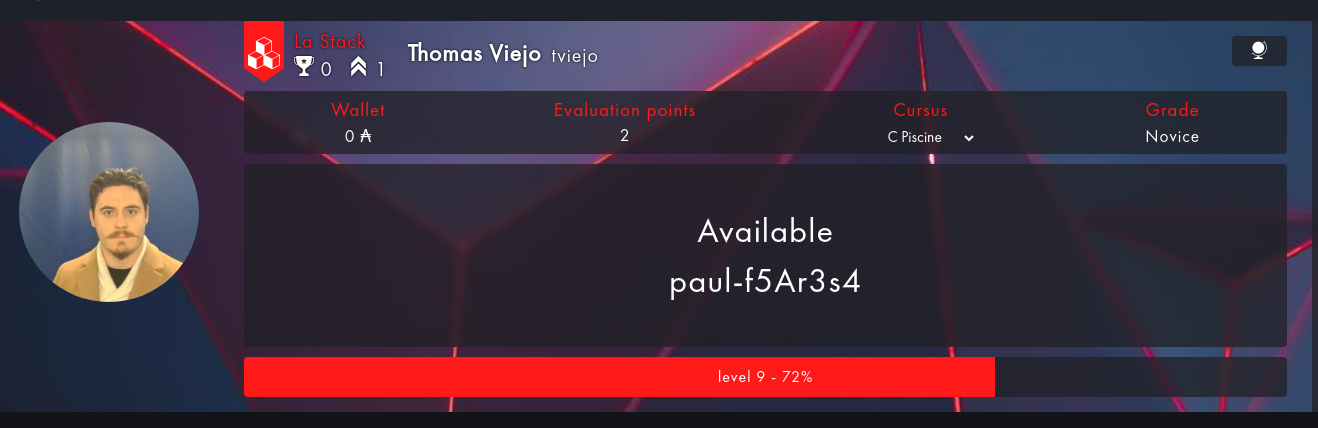 La Stack
0 1
Thomas Viejo tviejo
Wallet
0 ₳
Evaluation points
2
Cursus
C Piscine
Grade
Novice
Available
paul-f5Ar3s4
level 9 - 72%